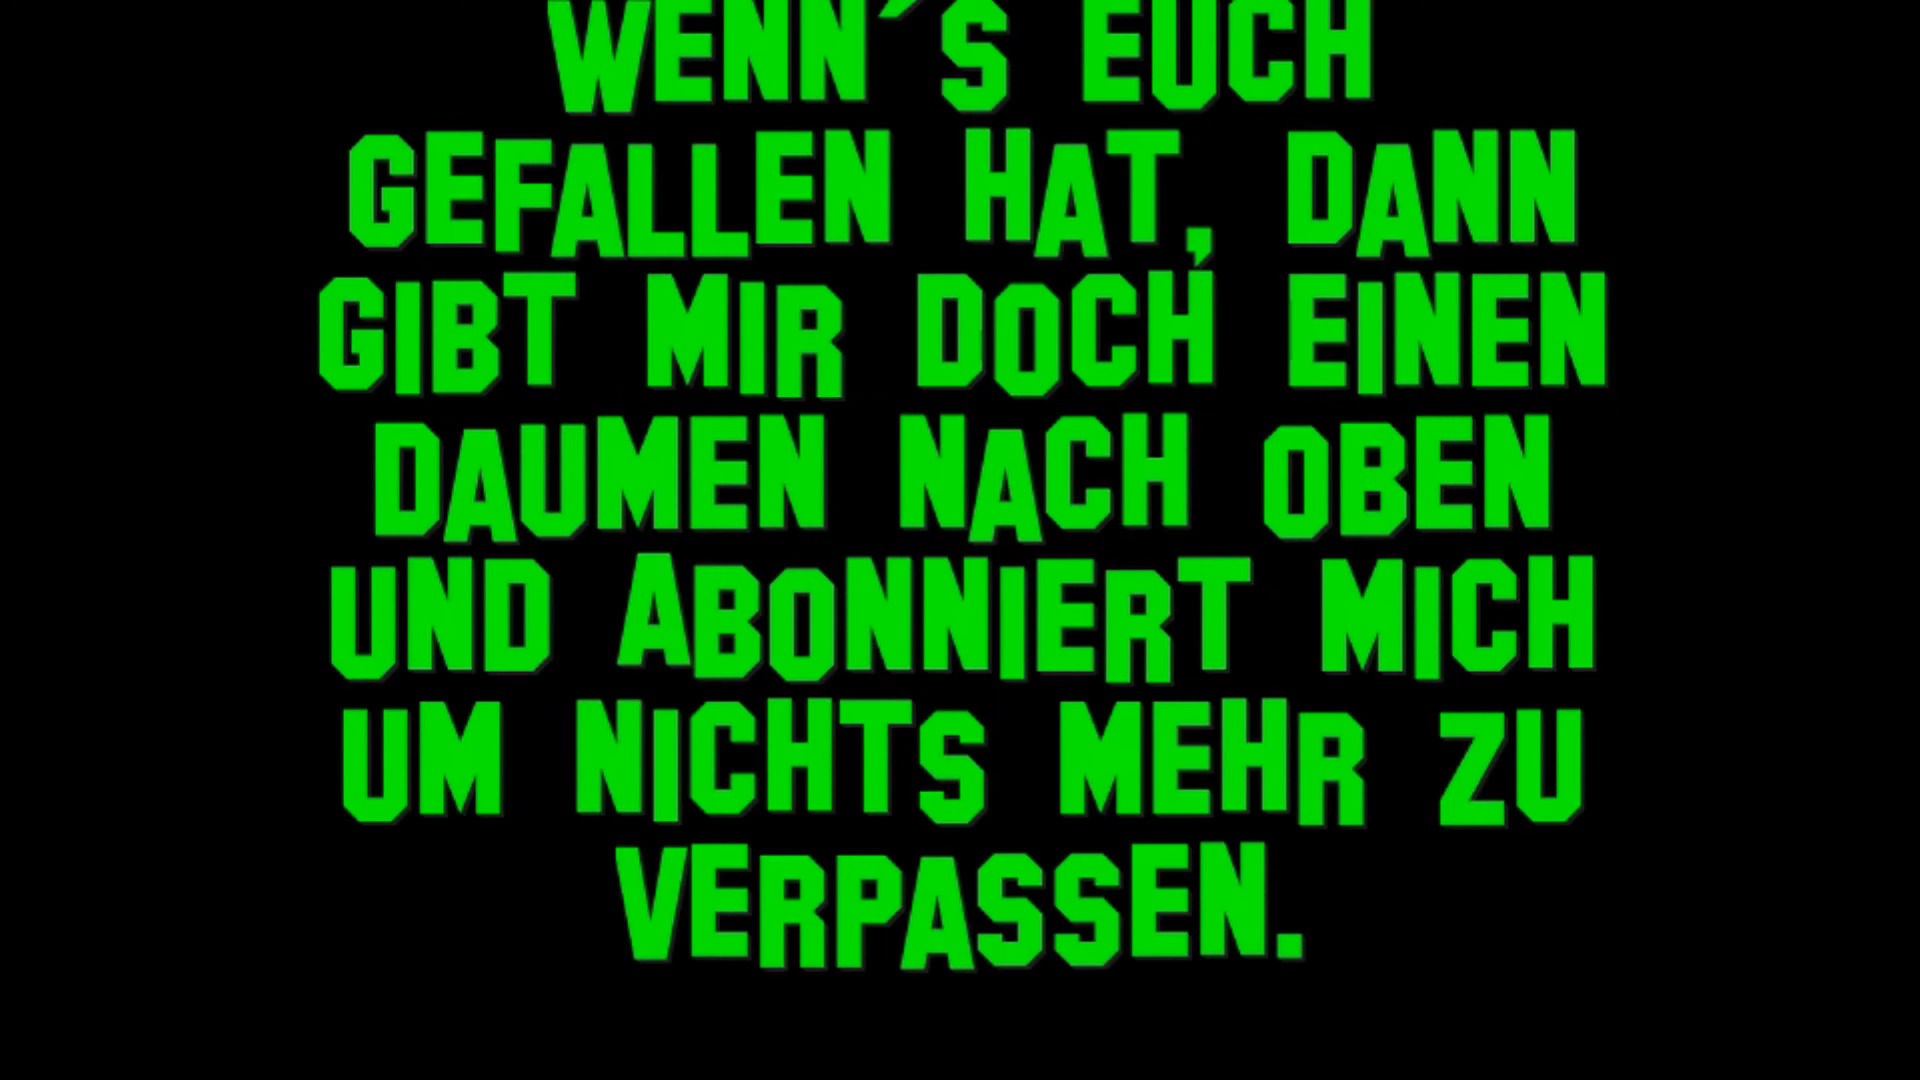 WENN´S EUCH
GEFALLEN HAT, DANN
GIBT MIR DOCH EINEN
DAUMEN NACH OBEN
UND ABONNIERT MICH
UM NICHTS MEHR ZU
VERPASSEN.